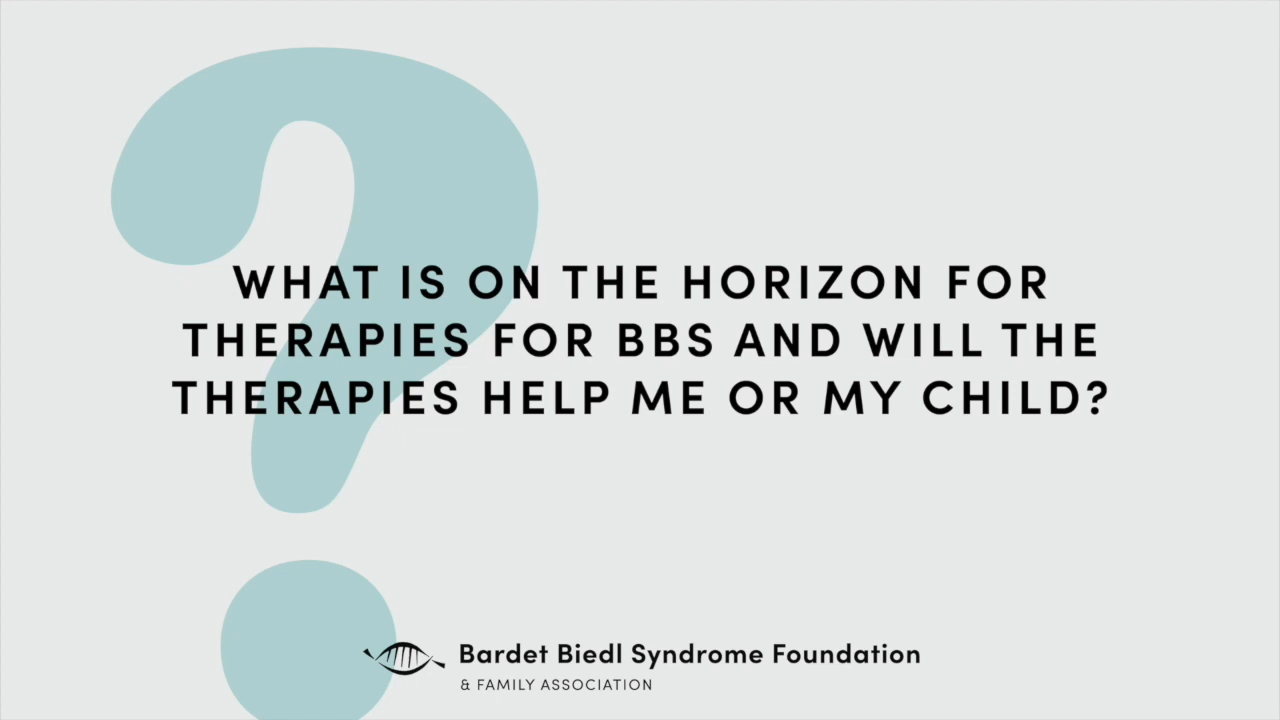 WHAT IS ON THE HORIZON FOR
THERAPIES FOR BBS AND WILL THE
THERAPIES HELP ME OR MY CHILD?
Bardet Biedl Syndrome Foundation
& FAMILY ASSOCIATION